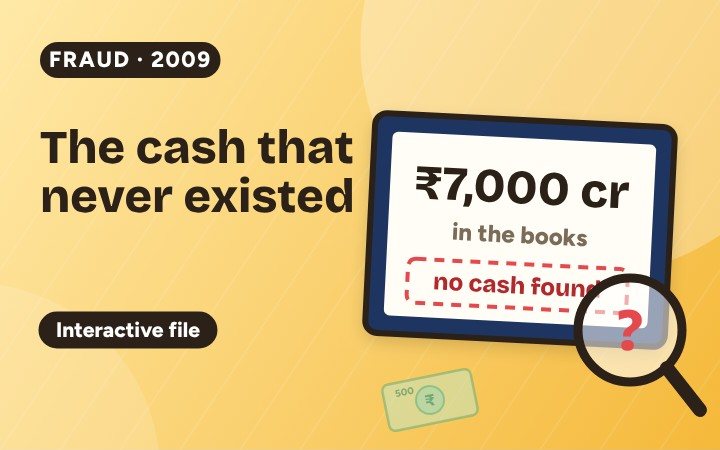 FRAUD · 2009
The cash that
never existed
₹7,000 cr
in the books
no cash found
?
Interactive file
500
₹